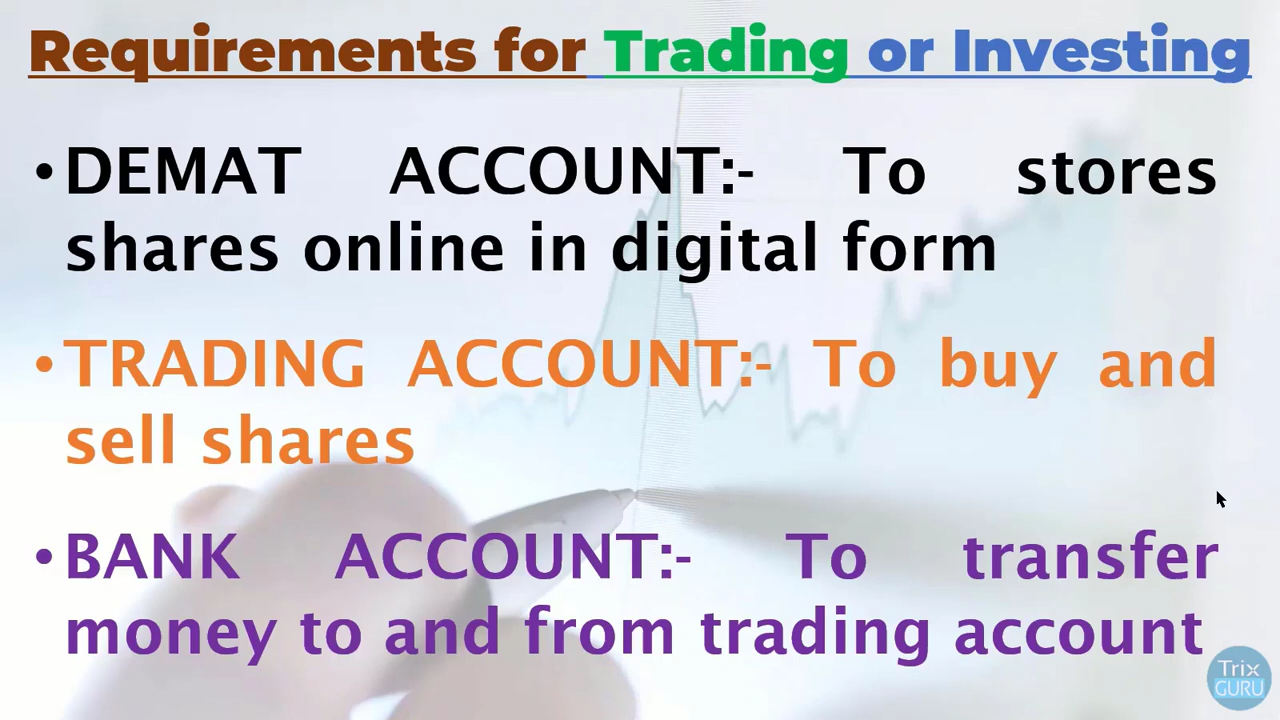 Requirements for Trading or Investing
•DEMAT ACCOUNT:- To stores
shares online in digital form
•TRADING ACCOUNT:- To buy and
sell shares
•BANK ACCOUNT:- To transfer
money to and from trading account
Trix
GURU